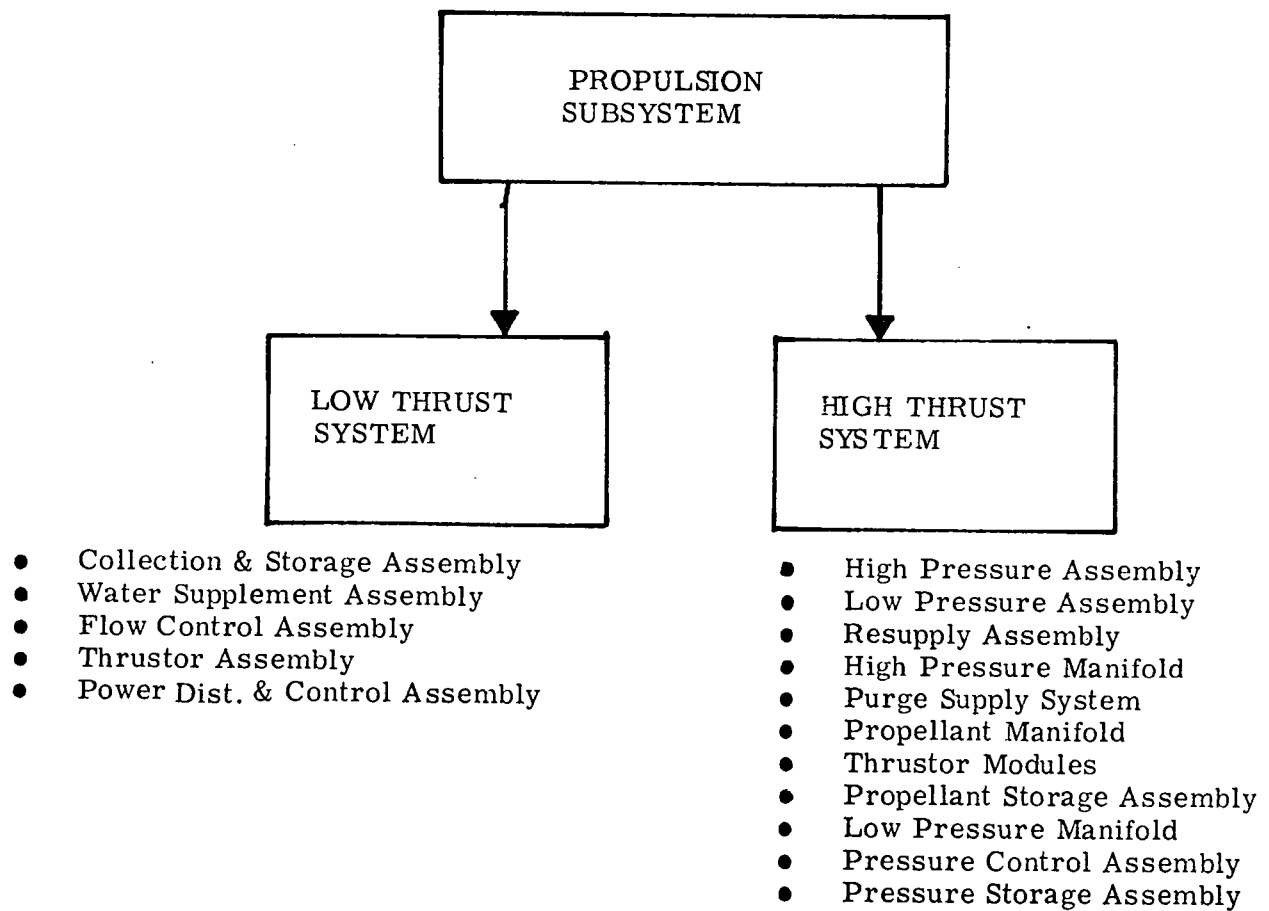 PROPULSION
SUBSYSTEM
LOW THRUST
SYSTEM
HIGH THRUST
SYSTEM
• Collection & Storage Assembly
• Water Supplement Assembly
• Flow Control Assembly
• Thrustor Assembly
• Power Dist. & Control Assembly
• High Pressure Assembly
• Low Pressure Assembly
• Resupply Assembly
• High Pressure Manifold
• Purge Supply System
• Propellant Manifold
• Thrustor Modules
• Propellant Storage Assembly
• Low Pressure Manifold
• Pressure Control Assembly
• Pressure Storage Assembly